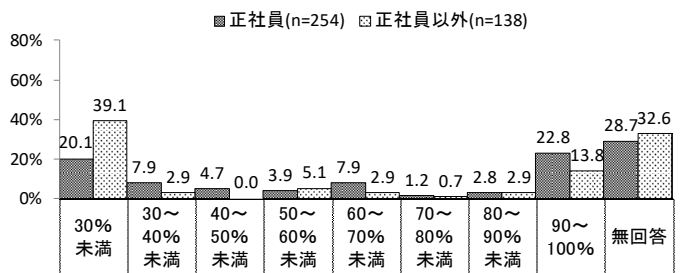 正社員(n=254) 正社員以外(n=138)
80%
60%
40%
20%
0%
20.1 39.1 7.9 2.9 4.7 0.0 3.9 5.1 7.9 2.9 1.2 0.7 2.8 2.9 22.8 13.8 28.7 32.6
30%
未満
30～
40%
未満
40～
50%
未満
50～
60%
未満
60～
70%
未満
70～
80%
未満
80～
90%
未満
90～
100%
無回答